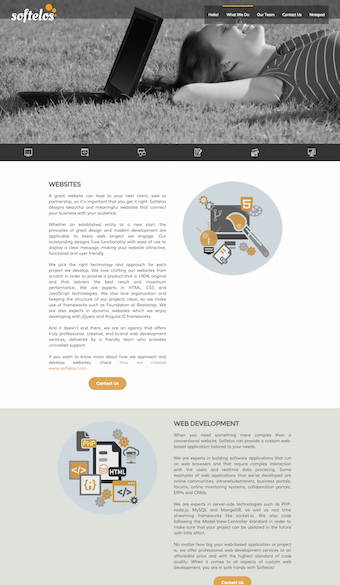 softelos
Hello!
What We Do
Our Team
Contact Us
Notepad
WEBSITES
A great website can lead to your next client, sale or
partnership, so it's important that you get it right. Softelos
designs beautiful and meaningful websites that connect
your business with your audience.
Whether an established entity or a new start, the
principles of great design and modern development are
applicable to every web project we engage. Our
outstanding designs fuse functionality with ease of use to
display a clear message, making your website attractive,
functional and user friendly.
We pick the right technology and approach for each
project we develop. We love crafting our websites from
scratch in order to provide a product that is 100% original
and that delivers the best result and maximum
performance. We are experts in HTML, CSS and
JavaScript technologies. We also love organisation and
keeping the structure of our projects clean, so we make
use of frameworks such as Foundation or Bootstrap. We
are also experts in dynamic websites which we enjoy
developing with jQuery and AngularJS frameworks.
And it doesn't end there, we are an agency that offers
truly professional, creative, end-to-end web development
services, delivered by a friendly team who provides
unrivalled support.
If you want to know more about how we approach and
develop websites, check how we created
www.softelos.com.
Contact Us
WEB DEVELOPMENT
When you need something more complex than a
conventional website, Softelos can provide a custom web-
based application tailored to your needs.
We are experts in building software applications that run
on web browsers and that require complex interaction
with the users and realtime data processing. Some
examples of web applications that we've developed are
online communities, intranets/extranets, business portals,
forums, online monitoring systems, collaboration portals,
ERPs and CRMs.
We are experts in server-side technologies such as PHP,
node.js, MySQL and MongoDB, as well as real time
streaming frameworks like socket.io. We also code
following the Model-View-Controller standard in order to
make sure that your project can be updated in the future
with little effort.
No matter how big your web-based application or project
is, we offer professional web development services at an
affordable price and with the highest standard of code
quality. When it comes to all aspects of custom web
development, you are in safe hands with Softelos!
Contact Us
PHP
HTML